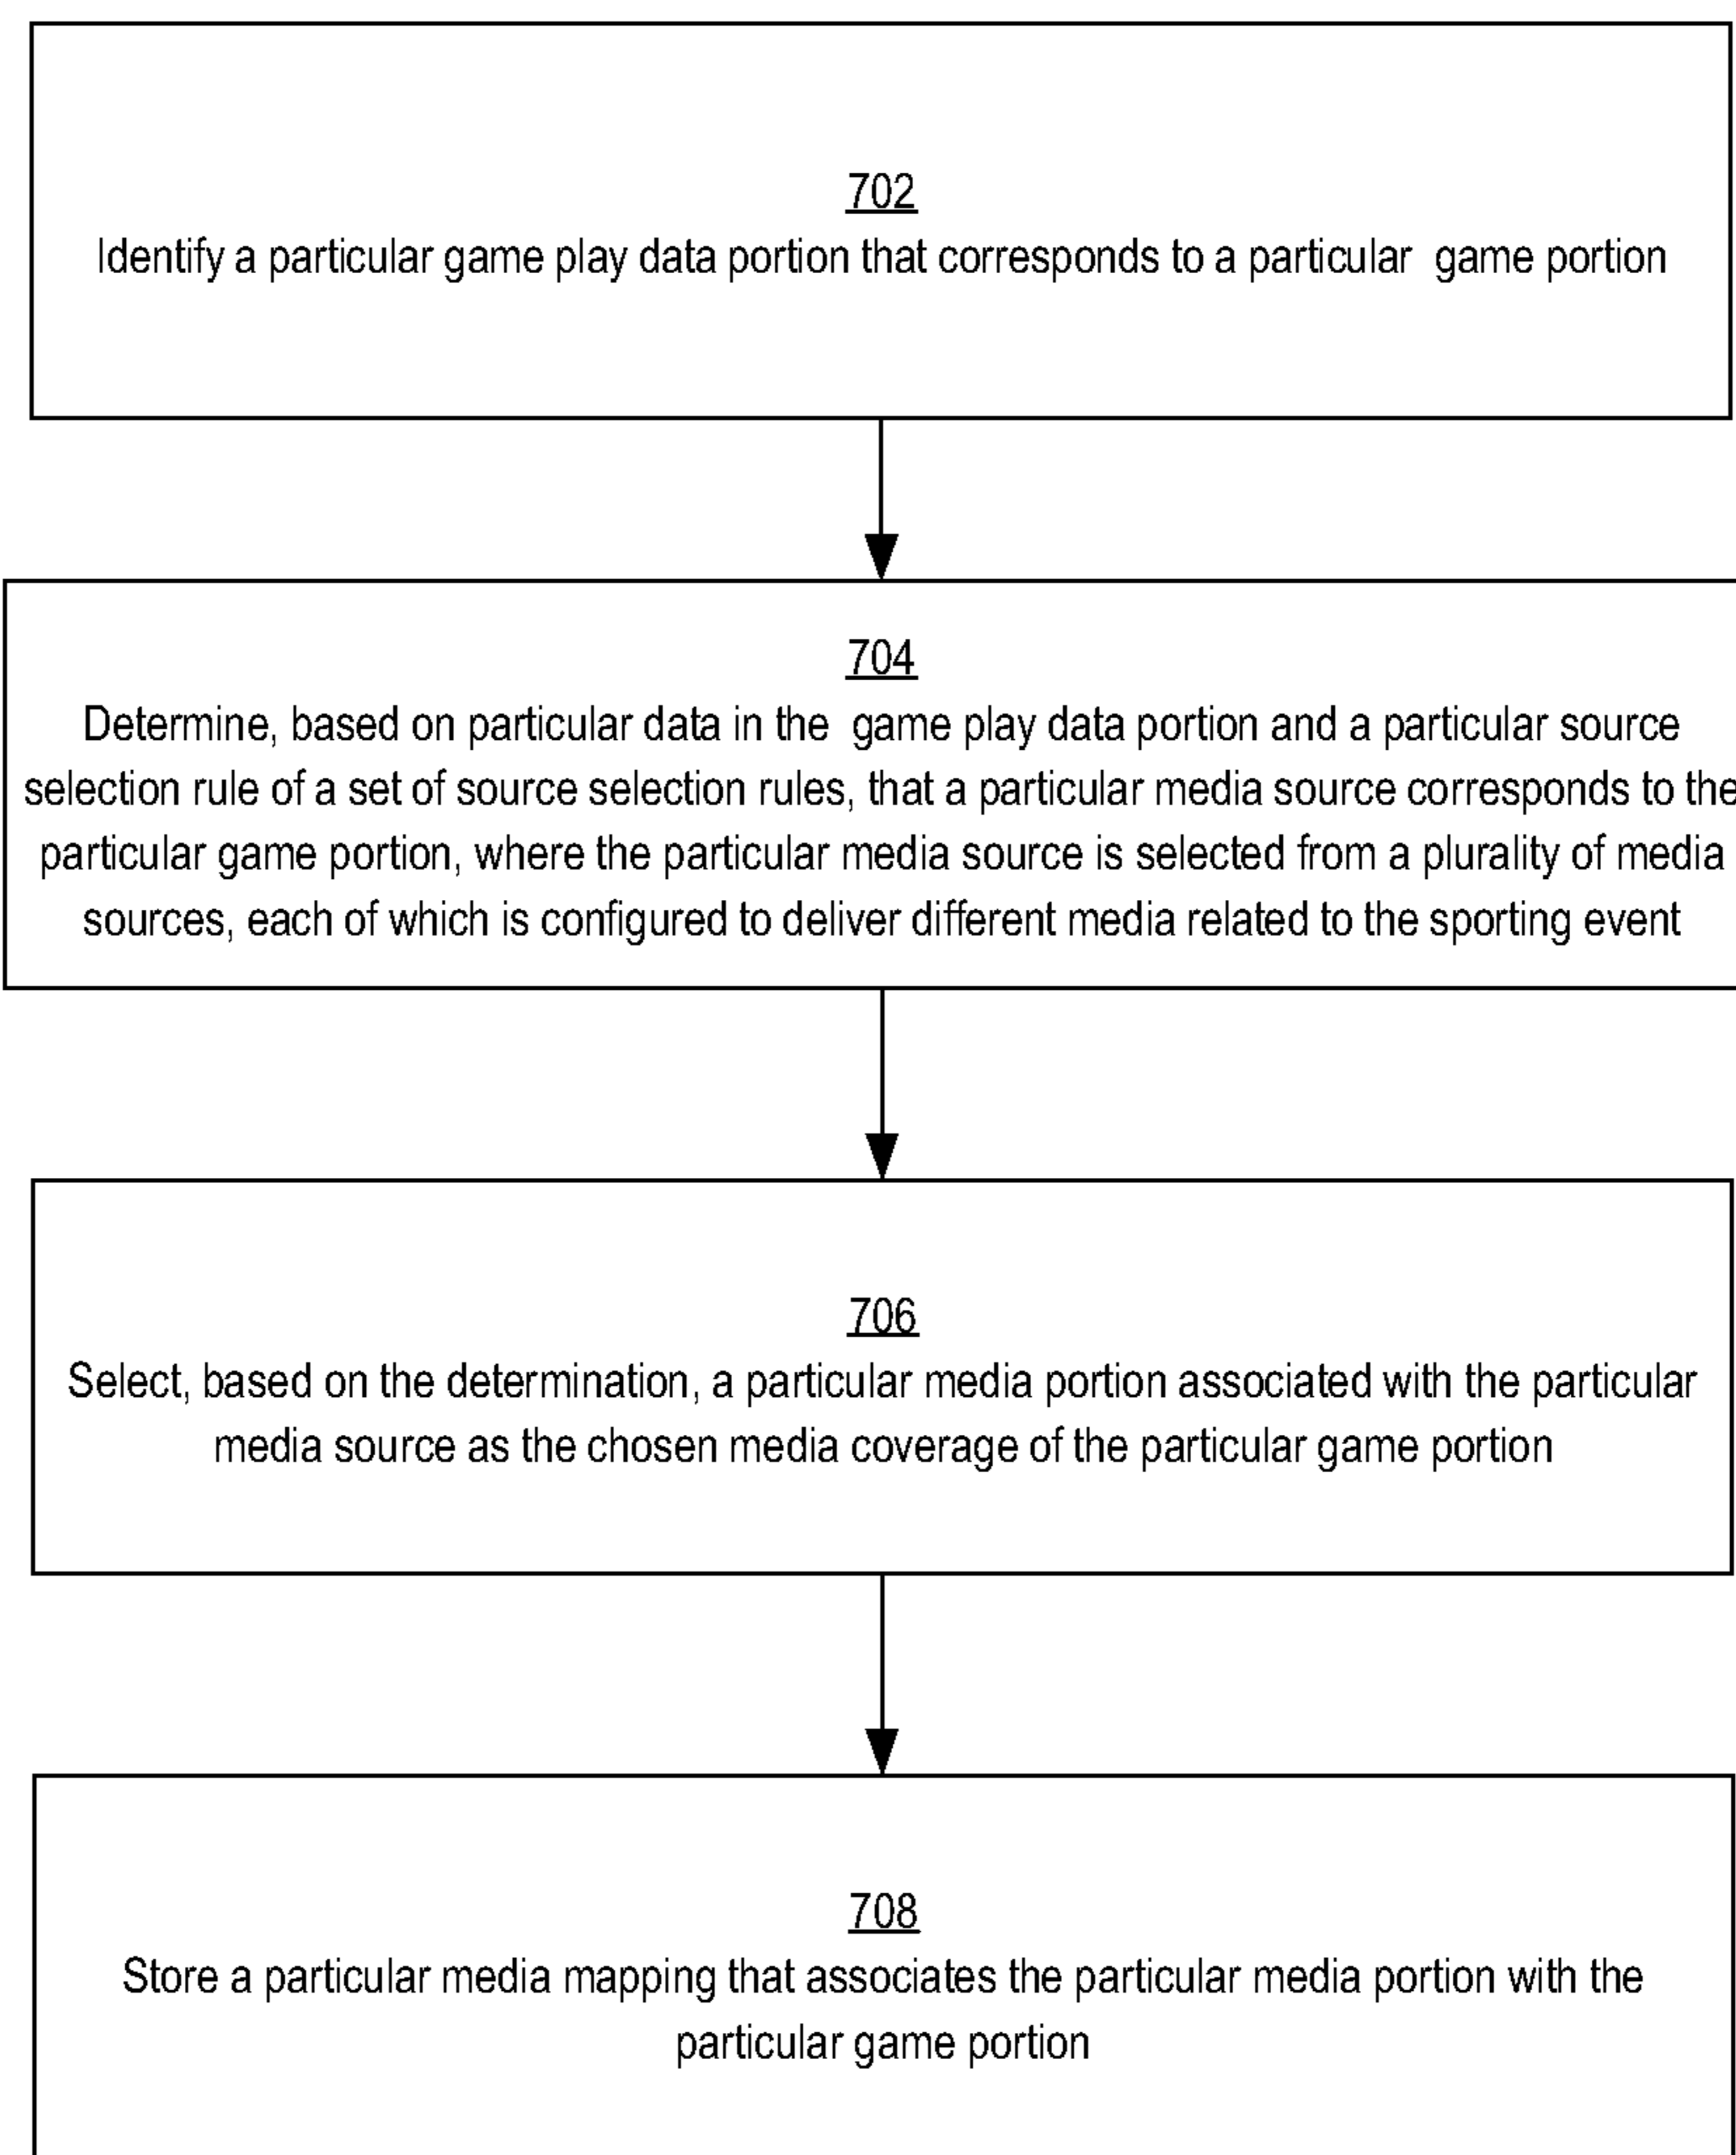 702
Identify a particular game play data portion that corresponds to a particular game portion
704
Determine, based on particular data in the game play data portion and a particular source
selection rule of a set of source selection rules, that a particular media source corresponds to the
particular game portion, where the particular media source is selected from a plurality of media
sources, each of which is configured to deliver different media related to the sporting event
706
Select, based on the determination, a particular media portion associated with the particular
media source as the chosen media coverage of the particular game portion
708
Store a particular media mapping that associates the particular media portion with the
particular game portion